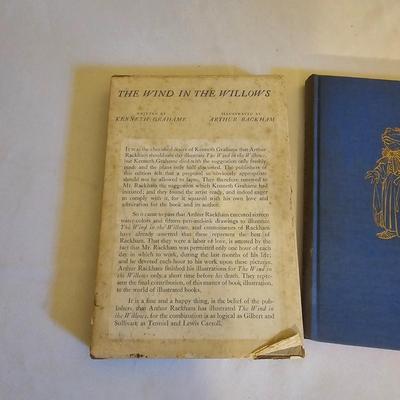 THE WIND IN THE WILLOWS
WRITTEN BY ILLUSTRATED BY
KENNETH GRAHAME ARTHUR RACKHAM
It was the cherished desire of Kenneth Grahame that Arthur
Rackham should one day illustrate The Wind in the Willows,
but Kenneth Grahame died with the suggestion only frankly
made and the plans only half discussed. The publishers of
this edition felt that a proposal so obviously appropriate
should not be allowed to lapse. They therefore renewed to
Mr. Rackham the suggestion which Kenneth Grahame had
initiated; and they found the artist ready, and indeed eager
to comply with it, for it squared with his own love and
admiration for the book and its author.
So it came to pass that Arthur Rackham executed sixteen
water-colors and fifteen pen-and-ink drawings to illustrate
The Wind in the Willows, and connoisseurs of Rackham
have already asserted that these represent the best of
Rackham. That they were a labor of love, is attested by the
fact that Mr. Rackham was permitted only one hour of each
day in which to work, during the last months of his life;
and he devoted each hour to his work upon these pictures.
Arthur Rackham finished his illustrations for The Wind in
the Willows only a short time before his death. They repre-
sent the final contribution, of this master of book illustration,
to the world of illustrated books.
It is a fine and a happy thing, is the belief of the pub-
lishers, that Arthur Rackham has illustrated The Wind in
the Willows, for the combination is as logical as Gilbert and
Sullivan, as Tenniel and Lewis Carroll.